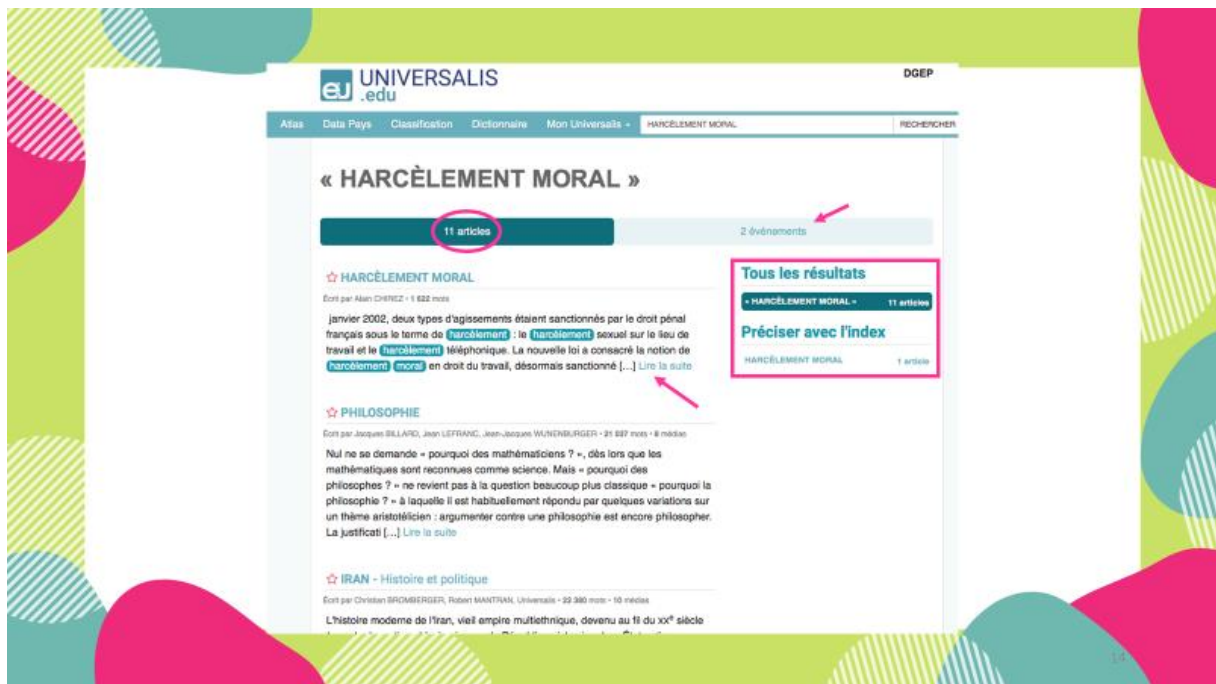 eu UNIVERSALIS
.edu
DGEP
Atlas Data Pays Classification Dictionnaire Mon Universalis HARCÈLEMENT MORAL RECHERCHER
« HARCÈLEMENT MORAL »
11 articles
2 événements
HARCÈLEMENT MORAL
Écrit par Alain • 1 622 mots
janvier 2002, deux types d'agissements étaient sanctionnés par le droit pénal
français sous le terme de harcèlement : le harcèlement sexuel sur le lieu de
travail et le harcèlement téléphonique. La nouvelle loi a consacré la notion de
harcèlement moral en droit du travail, désormais sanctionné [...] Lire la suite
PHILOSOPHIE
Écrit par Jacques BILLARD, Jean LEFRANC, Jean-Jacques WUNENBURGER • mots • 8 médias
Nul ne se demande « pourquoi des mathématiciens ? », dès lors que les
mathématiques sont reconnues comme science. Mais « pourquoi des
philosophes ? » ne revient pas à la question beaucoup plus classique « pourquoi la
philosophie ? » à laquelle il est habituellement répondu par quelques variations sur
un thème aristotélicien : argumenter contre une philosophie est encore philosopher.
La justificati [...] Lire la suite
IRAN - Histoire et politique
Écrit par Christian BROMBERGER, Robert MANTRAN, Universalis • mots • 10 médias
L'histoire moderne de l'Iran, vieil empire multiethnique, devenu au fil du XXe siècle
Tous les résultats
« HARCÈLEMENT MORAL » 11 articles
Préciser avec l'index
HARCÈLEMENT MORAL 1 article
14